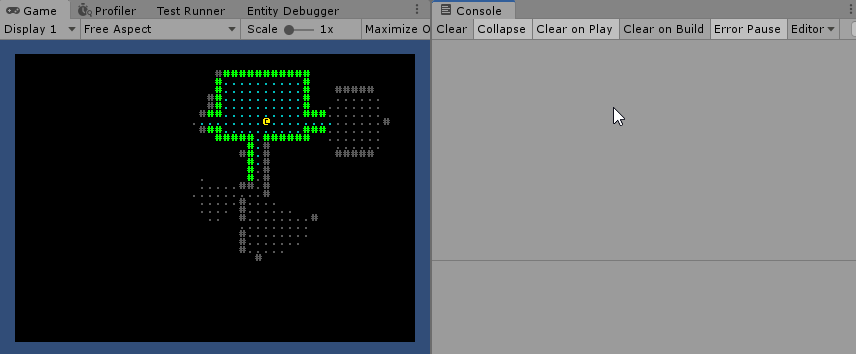 Game Profiler Test Runner Entity Debugger
Display 1 Free Aspect Scale 1x Maximize O
Console
Clear Collapse Clear on Play Clear on Build Error Pause Editor